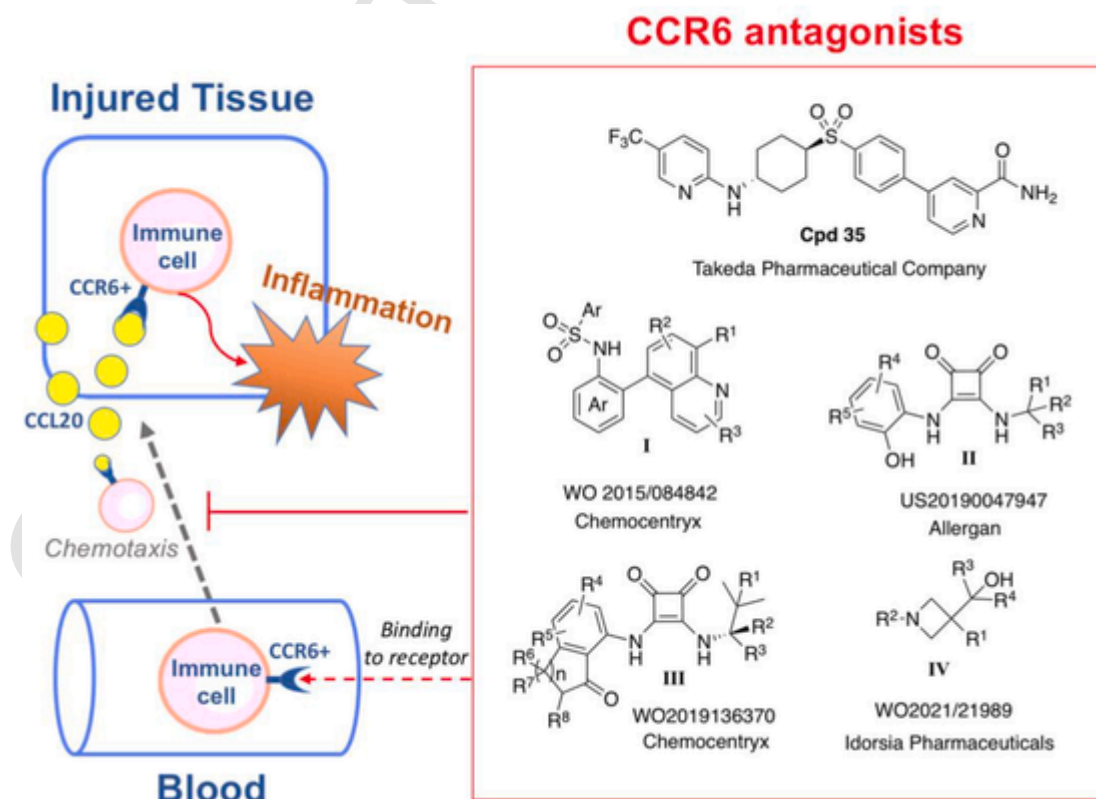 CCR6 antagonists
Injured Tissue
Immune
cell
CCR6+
Inflammation
CCL20
Chemotaxis
Immune
cell
CCR6+
Binding
to receptor
Blood
F3C
N
N
H
O O
S
O
NH2
N
Cpd 35
Takeda Pharmaceutical Company
Ar
O
S
O
NH
Ar
R2
R1
N
R3
I
WO 2015/084842
Chemocentryx
O O
R4
R5
OH
N
H
N
H
R1
R2
R3
II
US20190047947
Allergan
O O
R4
R5
R6
R7
n
R8
O
N
H
N
H
R1
R2
R3
III
WO2019136370
Chemocentryx
R3
OH
R4
R2
N
R1
IV
WO2021/21989
Idorsia Pharmaceuticals